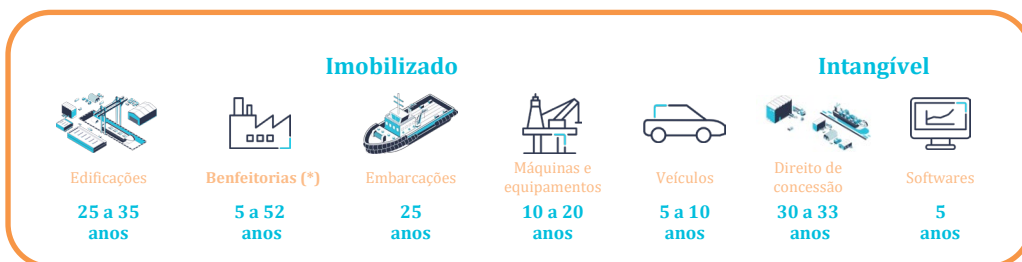 Imobilizado
Intangível
Edificações
25 a 35
anos
Benfeitorias (*)
5 a 52
anos
Embarcações
25
anos
Máquinas e
equipamentos
10 a 20
anos
Veículos
5 a 10
anos
Direito de
concessão
30 a 33
anos
Softwares
5
anos